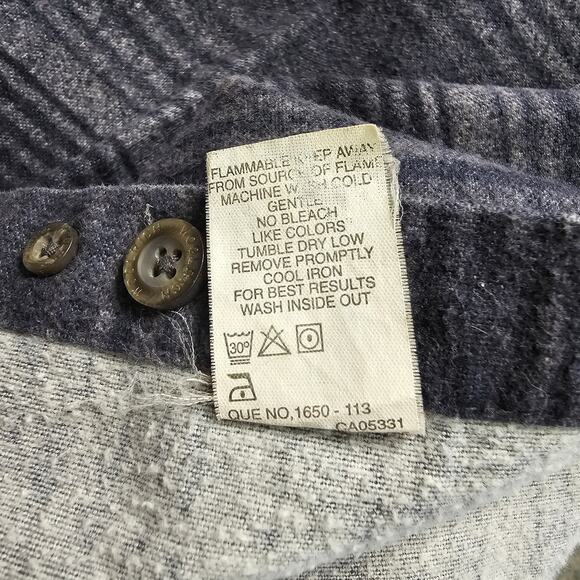 FLAMMABLE KEEP AWAY
FROM SOURCE OF FLAME
MACHINE WASH COLD
GENTLE
NO BLEACH
LIKE COLORS
TUMBLE DRY LOW
REMOVE PROMPTLY
COOL IRON
FOR BEST RESULTS
WASH INSIDE OUT
30°
QUE NO,1650 - 113
CA05331